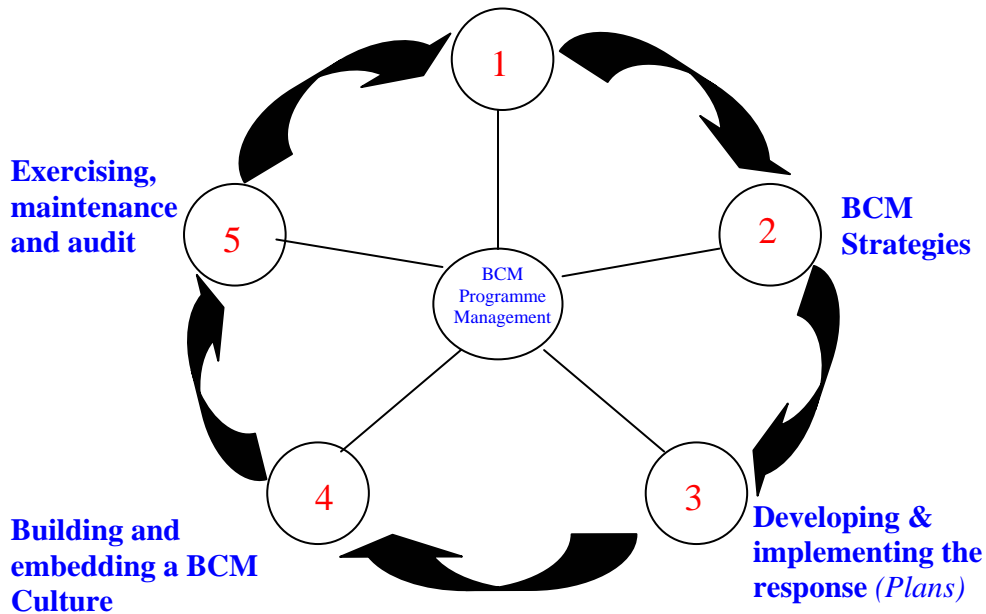 1
2
BCM
Strategies
3
Developing &
implementing the
response (Plans)
4
Building and
embedding a BCM
Culture
5
Exercising,
maintenance
and audit
BCM
Programme
Management